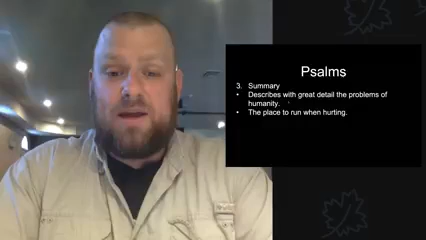 Psalms
3. Summary
• Describes with great detail the problems of
humanity.
• The place to run when hurting.